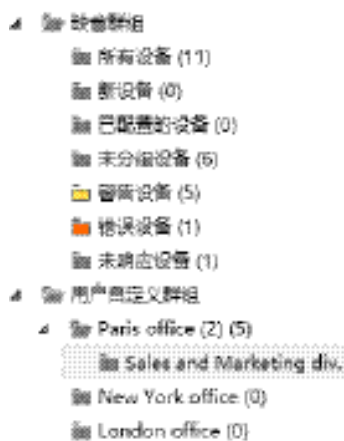 默认群组
所有设备 (11)
新设备 (0)
已配置的设备 (0)
未分组设备 (6)
警告设备 (5)
错误设备 (1)
未响应设备 (1)
用户自定义群组
Paris office (2) (5)
Sales and Marketing div.
New York office (0)
London office (0)